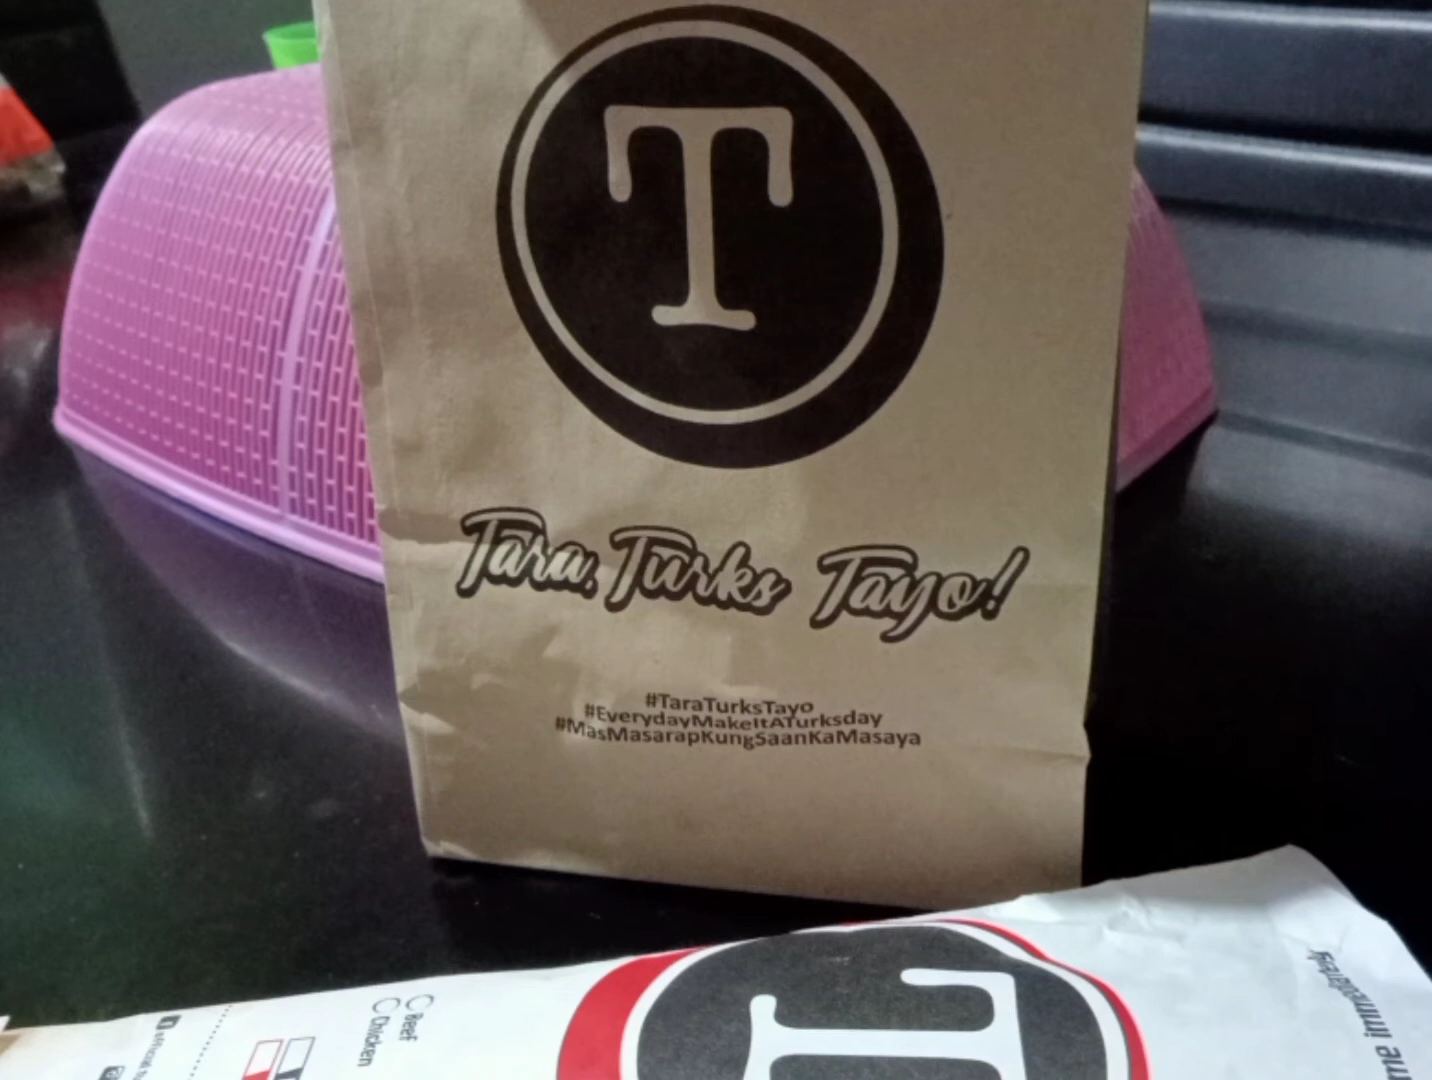 T
Tara, Turks Tayo!
#TaraTurksTayo
#EverydayMakeItATurksday
#MasMasarapKungSaanKaMasaya
Beef
Chicken
T